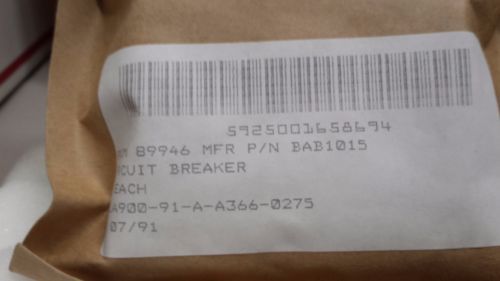 5925001658694
89946 MFR P/N BAB1015
CUIT BREAKER
EACH
A900-91-A-A366-0275
07/91